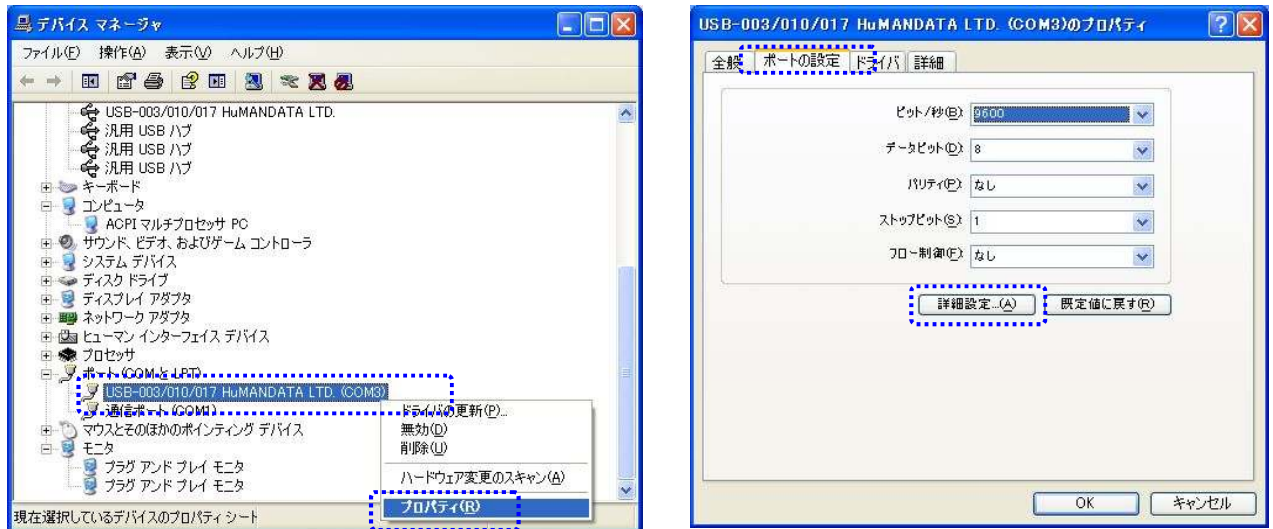 デバイス マネージャ
ファイル(F) 操作(A) 表示(V) ヘルプ(H)
USB-003/010/017 HuMANDATA LTD.
汎用 USB ハブ
汎用 USB ハブ
汎用 USB ハブ
キーボード
コンピュータ
ACPI マルチプロセッサ PC
サウンド、ビデオ、およびゲーム コントローラ
システム デバイス
ディスク ドライブ
ディスプレイ アダプタ
ネットワーク アダプタ
ヒューマン インターフェイス デバイス
プロセッサ
ポート (COM と LPT)
USB-003/010/017 HuMANDATA LTD. (COM3)
通信ポート (COM1)
マウスとそのほかのポインティング デバイス
モニタ
プラグ アンド プレイ モニタ
プラグ アンド プレイ モニタ
ドライバの更新(P)...
無効(D)
削除(U)
ハードウェア変更のスキャン(A)
プロパティ(R)
現在選択しているデバイスのプロパティ シート
USB-003/010/017 HuMANDATA LTD. (COM3)のプロパティ
全般 ポートの設定 ドライバ 詳細
ビット/秒(B): 9600
データビット(D): 8
パリティ(P): なし
ストップビット(S): 1
フロー制御(F): なし
詳細設定...(A) 既定値に戻す(R)
OK キャンセル